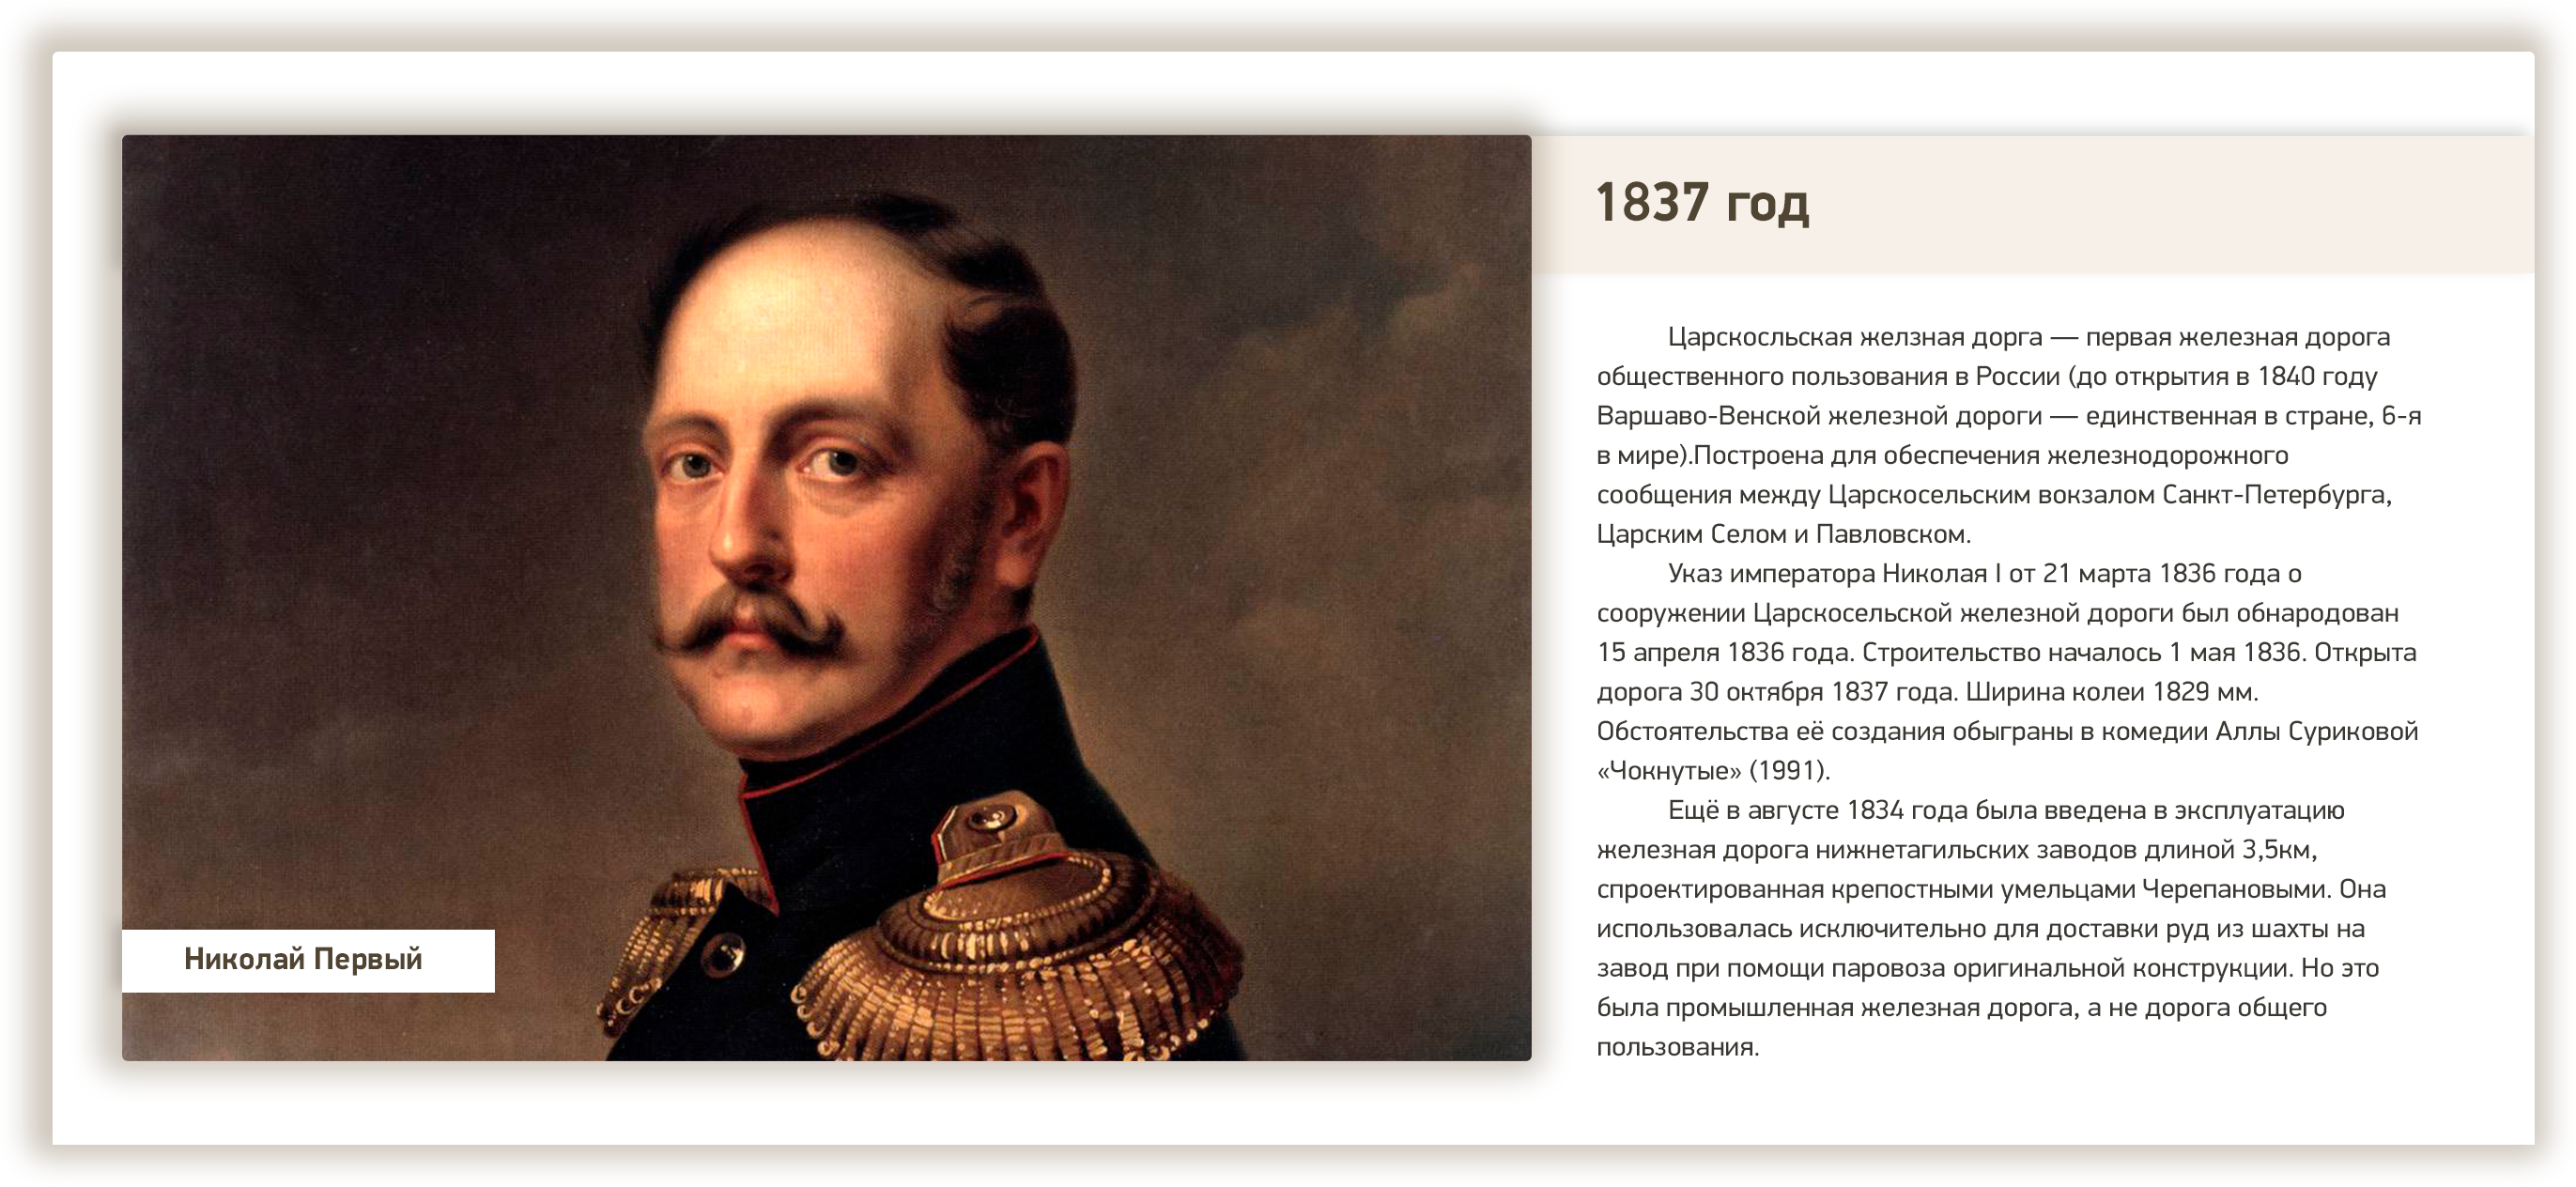 1837 год
Царскосльская желзная дорга — первая железная дорога
общественного пользования в России (до открытия в 1840 году
Варшаво-Венской железной дороги — единственная в стране, 6-я
в мире).Построена для обеспечения железнодорожного
сообщения между Царскосельским вокзалом Санкт-Петербурга,
Царским Селом и Павловском.
Указ императора Николая I от 21 марта 1836 года о
сооружении Царскосельской железной дороги был обнародован
15 апреля 1836 года. Строительство началось 1 мая 1836. Открыта
дорога 30 октября 1837 года. Ширина колеи 1829 мм.
Обстоятельства её создания обыграны в комедии Аллы Суриковой
«Чокнутые» (1991).
Ещё в августе 1834 года была введена в эксплуатацию
железная дорога нижнетагильских заводов длиной 3,5км,
спроектированная крепостными умельцами Черепановыми. Она
использовалась исключительно для доставки руд из шахты на
завод при помощи паровоза оригинальной конструкции. Но это
была промышленная железная дорога, а не дорога общего
пользования.
Николай Первый